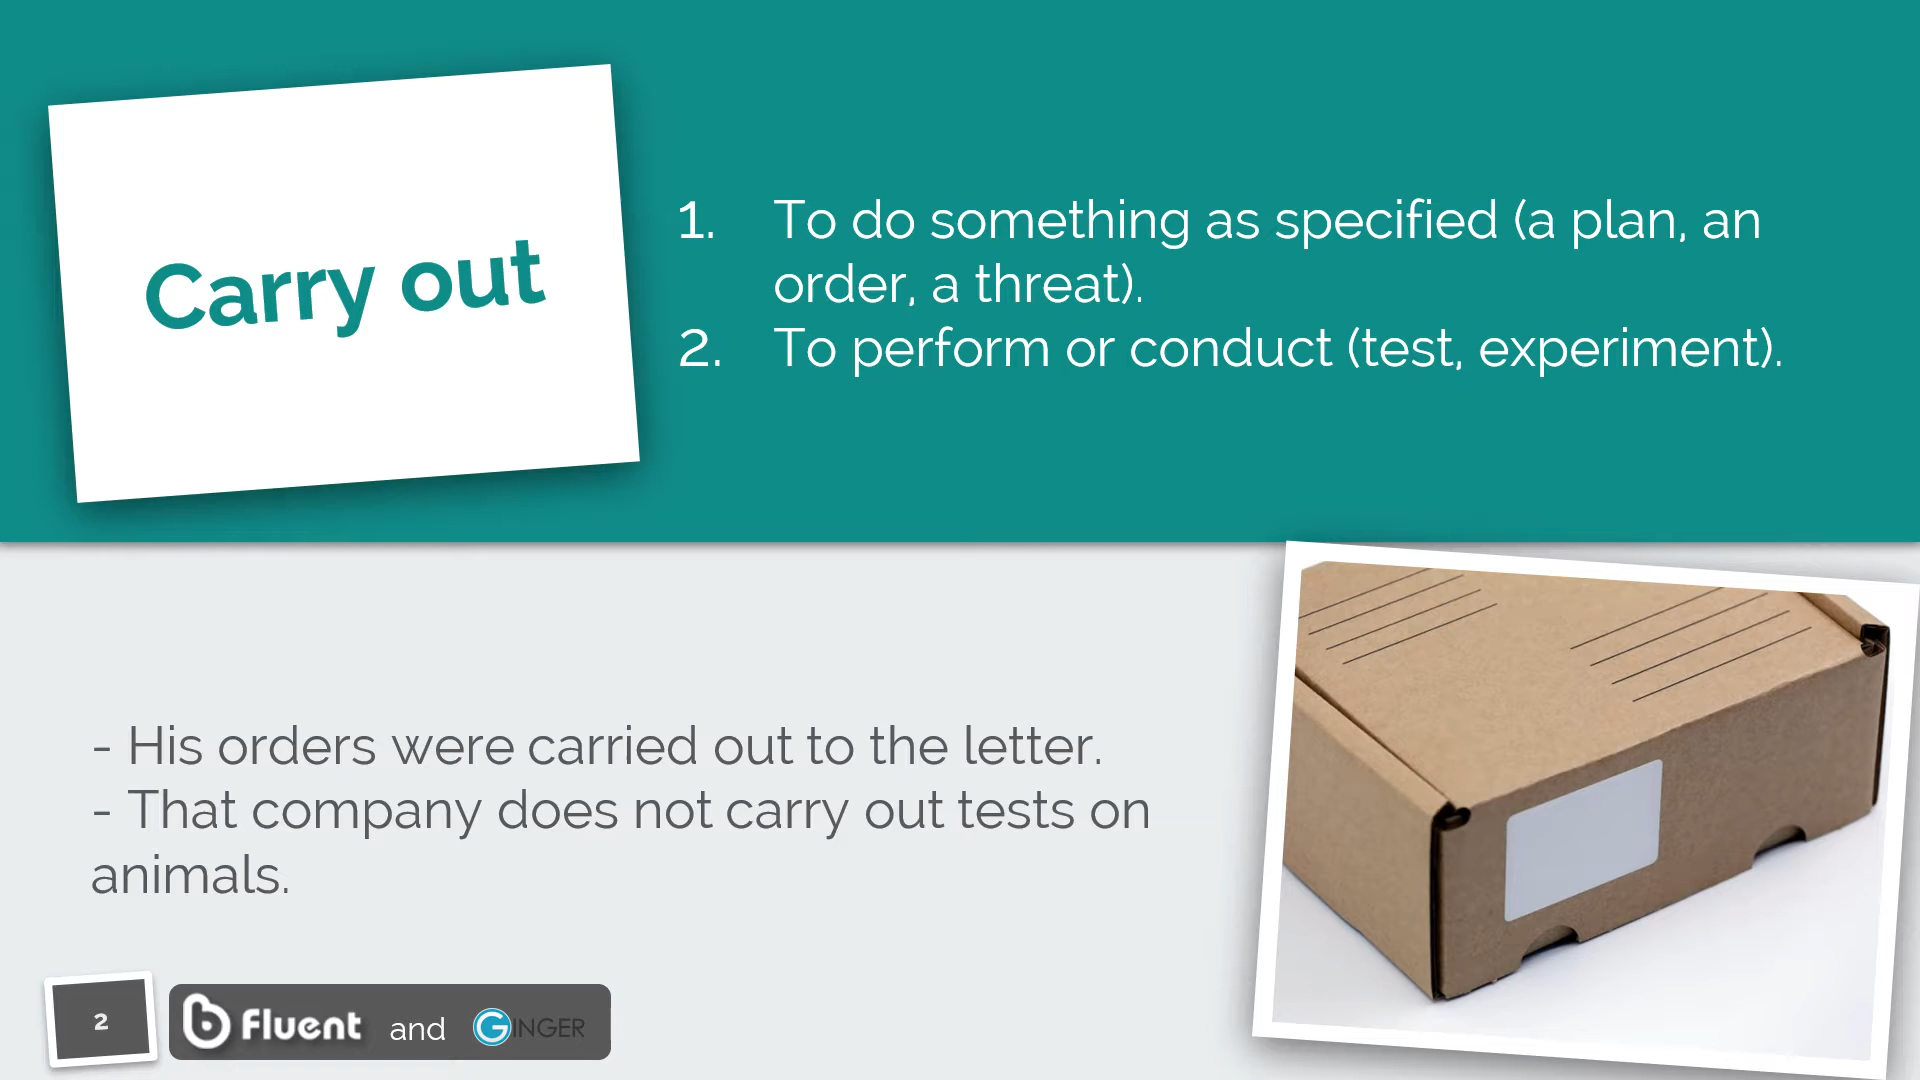 Carry out
1. To do something as specified (a plan, an
order, a threat).
2. To perform or conduct (test, experiment).
- His orders were carried out to the letter.
- That company does not carry out tests on
animals.
2
b fluent and GINGER